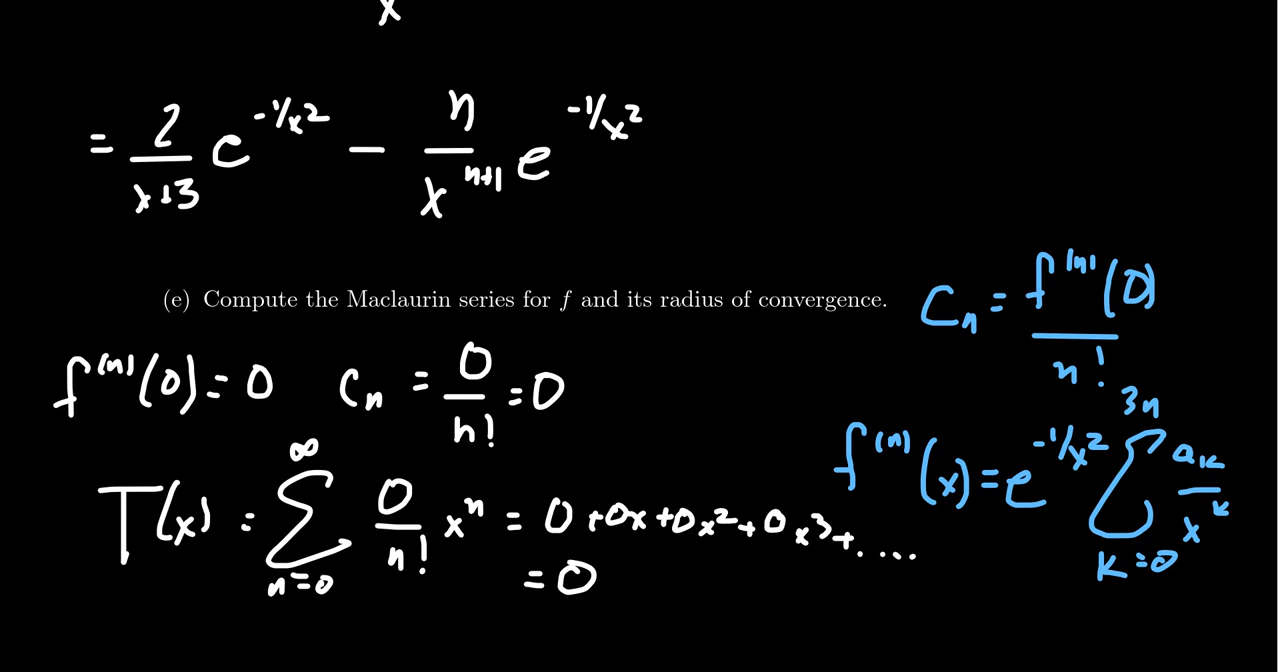 x
= 2/(x+3) e^(-1/x^2) - n/x^(n+1) e^(-1/x^2)
(e) Compute the Maclaurin series for f and its radius of convergence.
C_n = f^(n)(0)/n!
f^(n)(0) = 0   C_n = 0/n! = 0
f^(n)(x) = e^(-1/x^2) Σ_(k=0)^(3n) a_k/x^k
T(x) = Σ_(n=0)^∞ 0/n! x^n = 0 + 0x + 0x^2 + 0x^3 + ....
= 0